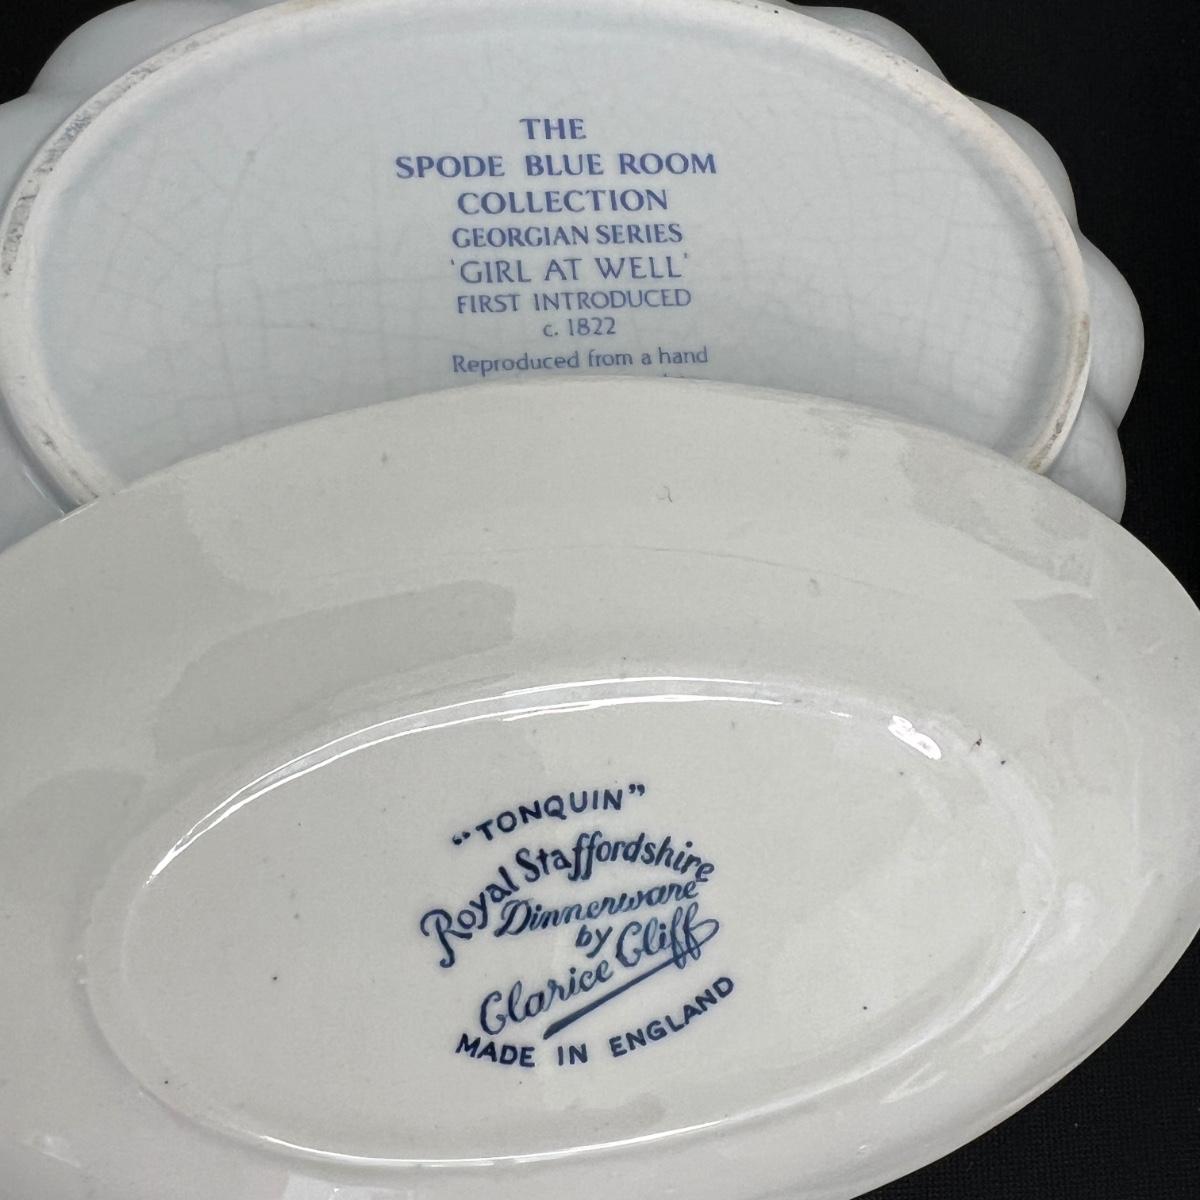 THE
SPODE BLUE ROOM
COLLECTION
GEORGIAN SERIES
'GIRL AT WELL'
FIRST INTRODUCED
c. 1822
Reproduced from a hand
"TONQUIN"
Royal Staffordshire
Dinnerware
by
Clarice Cliff
MADE IN ENGLAND